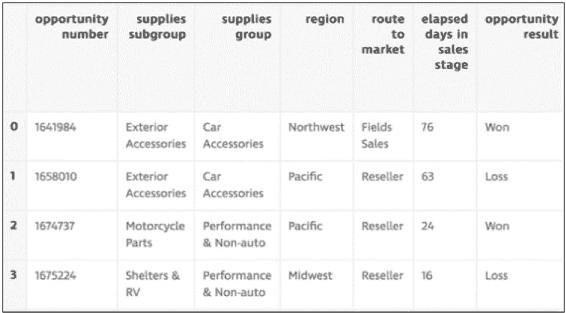 opportunity number supplies subgroup supplies group region route to market elapsed days in sales stage opportunity result
0 1641984 Exterior Accessories Car Accessories Northwest Fields Sales 76 Won
1 1658010 Exterior Accessories Car Accessories Pacific Reseller 63 Loss
2 1674737 Motorcycle Parts Performance & Non-auto Pacific Reseller 24 Won
3 1675224 Shelters & RV Performance & Non-auto Midwest Reseller 16 Loss